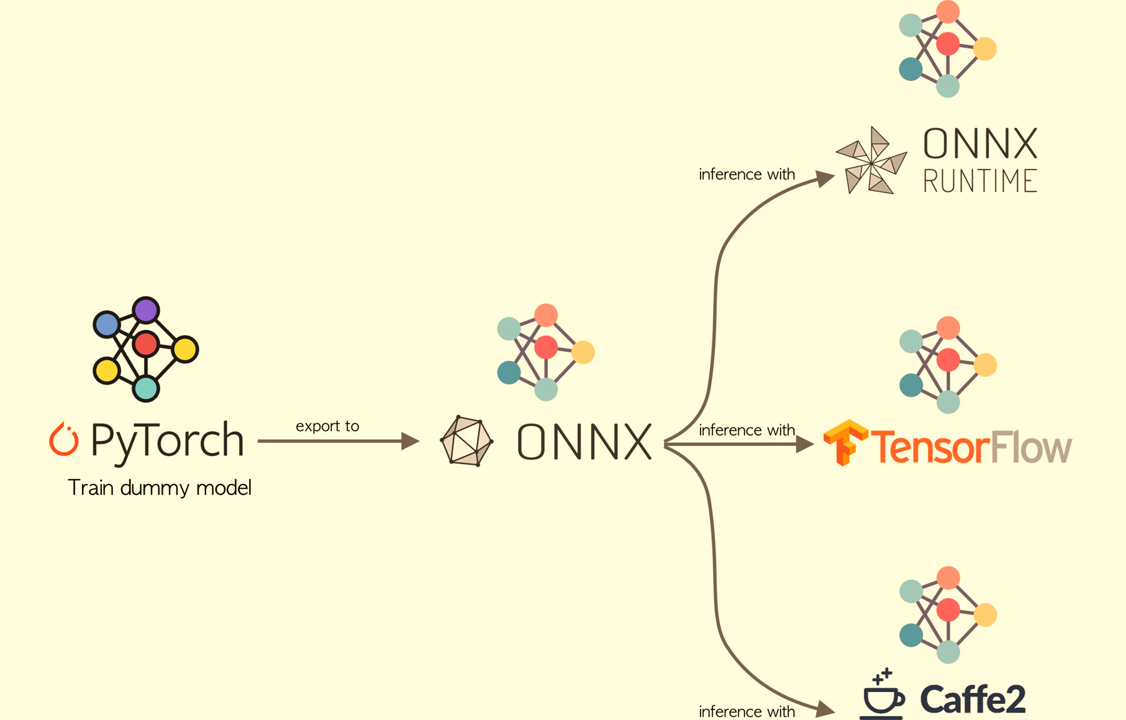 inference with
ONNX
RUNTIME
PyTorch
Train dummy model
export to
ONNX
inference with
TensorFlow
inference with
Caffe2